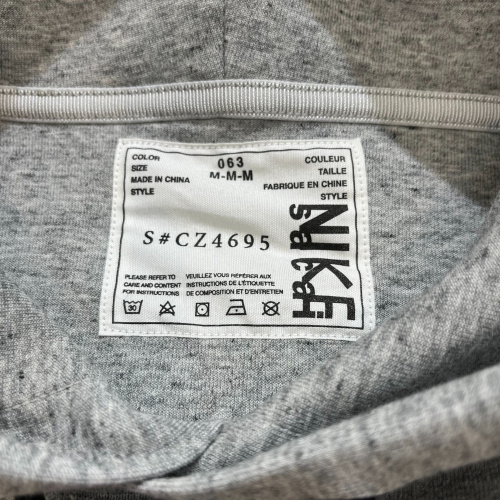 COLOR 063 COULEUR
SIZE M-M-M TAILLE
MADE IN CHINA FABRIQUE EN CHINE
STYLE STYLE
S#CZ4695
NIKE
sacai
PLEASE REFER TO
CARE AND CONTENT
FOR INSTRUCTIONS
VEUILLEZ VOUS RÉFÉRER AUX
INSTRUCTIONS DE L'ÉTIQUETTE
DE COMPOSITION ET D'ENTRETIEN
30